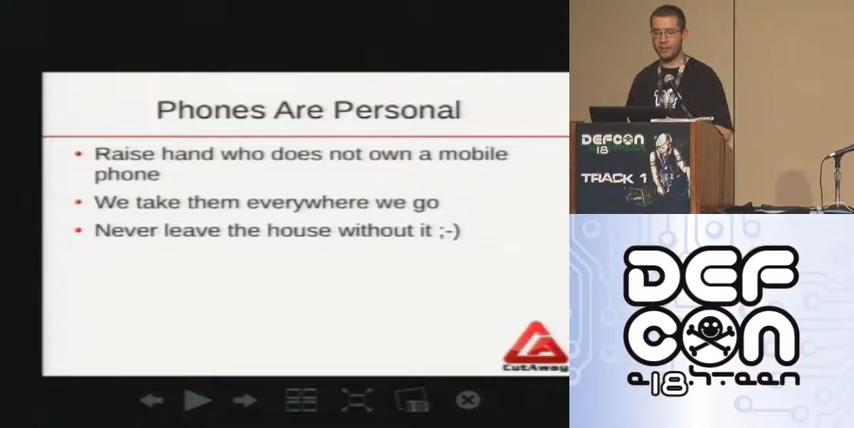 Phones Are Personal
• Raise hand who does not own a mobile
phone
• We take them everywhere we go
• Never leave the house without it ;-)
CutAway
DEFCON
18
TRACK 1
DEF
CON
e18hteen